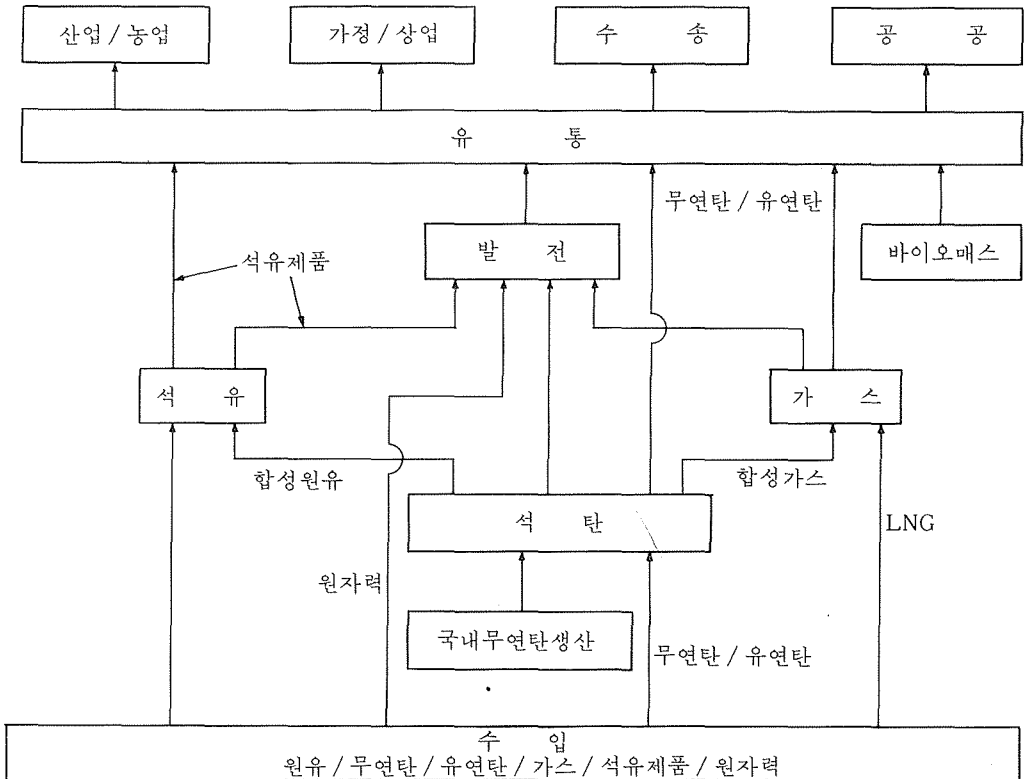 산업 / 농업
가정 / 상업
수 송
공 공
유 통
무연탄 / 유연탄
발 전
바이오매스
석유제품
석 유
가 스
합성원유
합성가스
석 탄
LNG
원자력
국내무연탄생산
무연탄 / 유연탄
수 입
원유 / 무연탄 / 유연탄 / 가스 / 석유제품 / 원자력